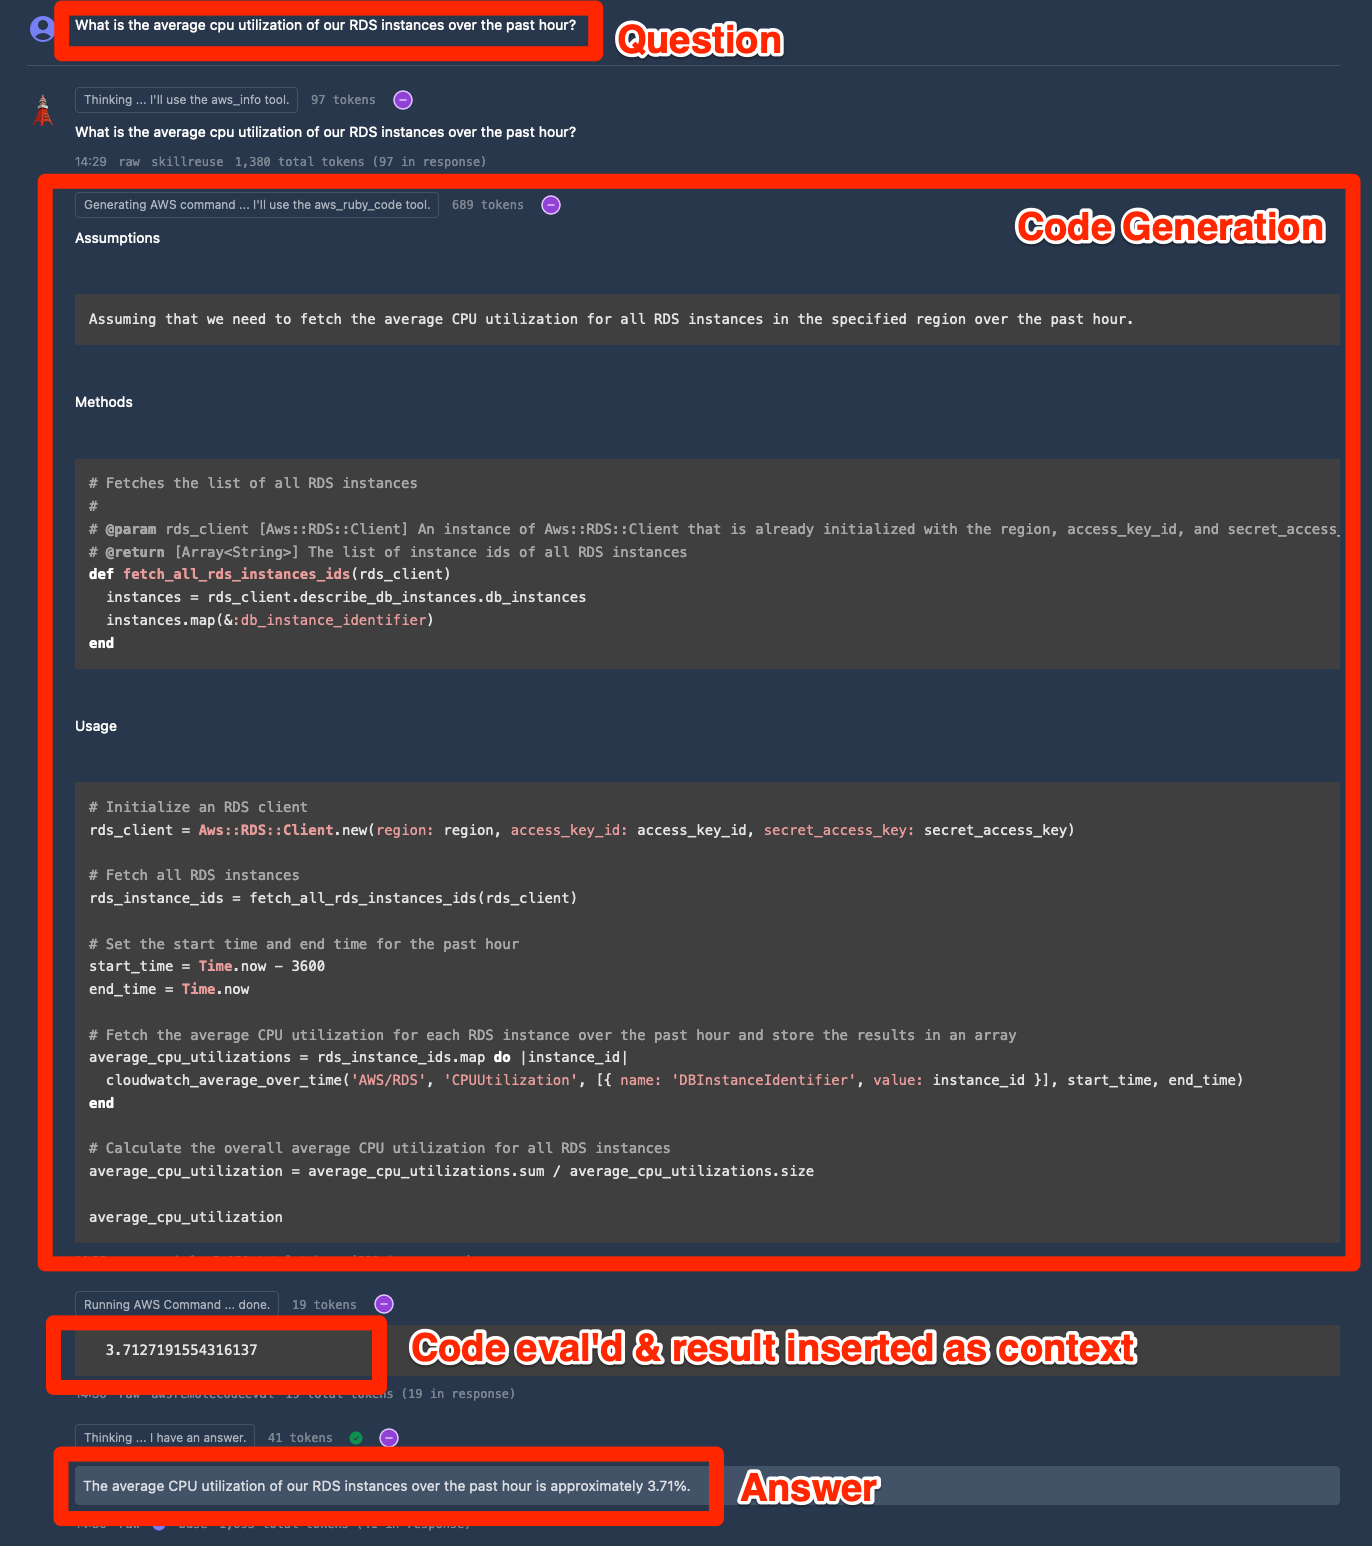 What is the average cpu utilization of our RDS instances over the past hour?
Question
Thinking ... I'll use the aws_info tool. 97 tokens
What is the average cpu utilization of our RDS instances over the past hour?
14:29 raw skillreuse 1,380 total tokens (97 in response)
Generating AWS command ... I'll use the aws_ruby_code tool. 689 tokens
Code Generation
Assumptions
Assuming that we need to fetch the average CPU utilization for all RDS instances in the specified region over the past hour.
Methods
# Fetches the list of all RDS instances
#
# @param rds_client [Aws::RDS::Client] An instance of Aws::RDS::Client that is already initialized with the region, access_key_id, and secret_access_
# @return [Array<String>] The list of instance ids of all RDS instances
def fetch_all_rds_instances_ids(rds_client)
  instances = rds_client.describe_db_instances.db_instances
  instances.map(&:db_instance_identifier)
end
Usage
# Initialize an RDS client
rds_client = Aws::RDS::Client.new(region: region, access_key_id: access_key_id, secret_access_key: secret_access_key)
# Fetch all RDS instances
rds_instance_ids = fetch_all_rds_instances_ids(rds_client)
# Set the start time and end time for the past hour
start_time = Time.now - 3600
end_time = Time.now
# Fetch the average CPU utilization for each RDS instance over the past hour and store the results in an array
average_cpu_utilizations = rds_instance_ids.map do |instance_id|
  cloudwatch_average_over_time('AWS/RDS', 'CPUUtilization', [{ name: 'DBInstanceIdentifier', value: instance_id }], start_time, end_time)
end
# Calculate the overall average CPU utilization for all RDS instances
average_cpu_utilization = average_cpu_utilizations.sum / average_cpu_utilizations.size
average_cpu_utilization
Running AWS Command ... done. 19 tokens
3.7127191554316137
Code eval'd & result inserted as context
total tokens (19 in response)
Thinking ... I have an answer. 41 tokens
The average CPU utilization of our RDS instances over the past hour is approximately 3.71%.
Answer